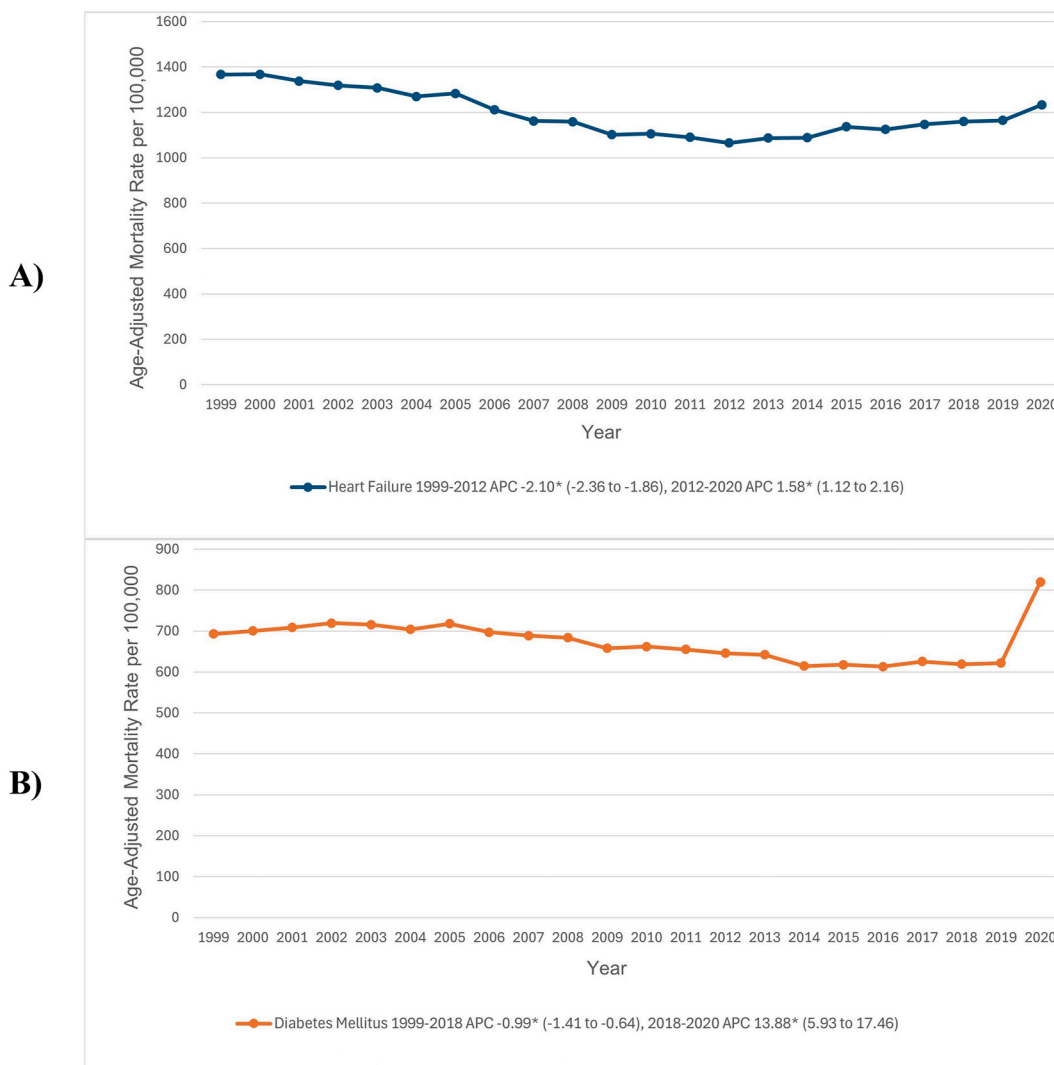 A)
Age-Adjusted Mortality Rate per 100,000
1600
1400
1200
1000
800
600
400
200
0
1999 2000 2001 2002 2003 2004 2005 2006 2007 2008 2009 2010 2011 2012 2013 2014 2015 2016 2017 2018 2019 2020
Year
Heart Failure 1999-2012 APC -2.10* (-2.36 to -1.86), 2012-2020 APC 1.58* (1.12 to 2.16)
B)
Age-Adjusted Mortality Rate per 100,000
900
800
700
600
500
400
300
200
100
0
1999 2000 2001 2002 2003 2004 2005 2006 2007 2008 2009 2010 2011 2012 2013 2014 2015 2016 2017 2018 2019 2020
Year
Diabetes Mellitus 1999-2018 APC -0.99* (-1.41 to -0.64), 2018-2020 APC 13.88* (5.93 to 17.46)